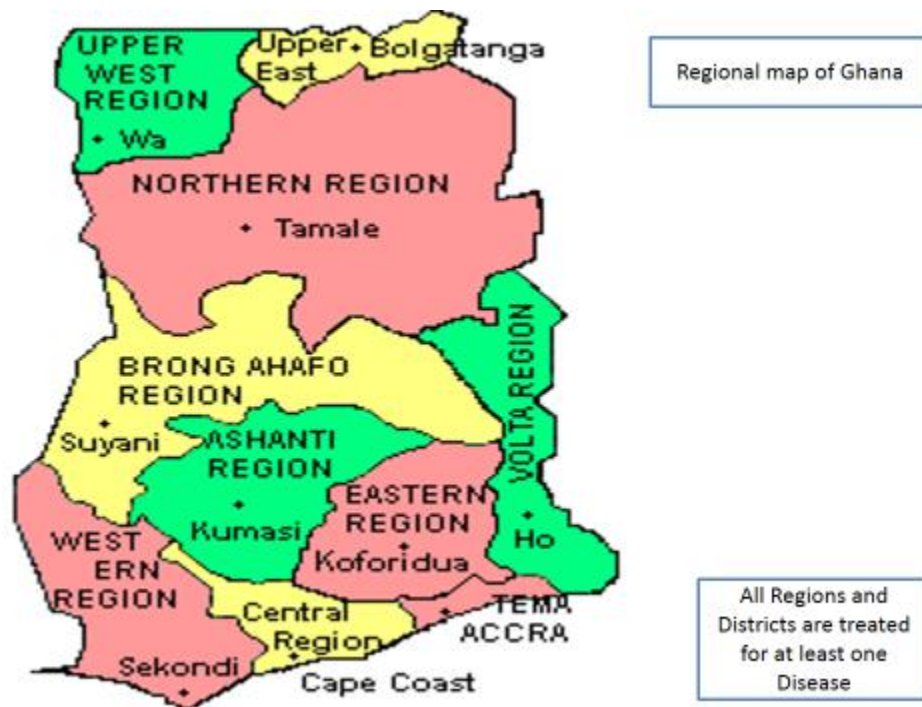 UPPER
WEST
REGION
Wa
Upper
East
Bolgatanga
Regional map of Ghana
NORTHERN REGION
Tamale
BRONG AHAFO
REGION
Suyani
ASHANTI
REGION
Kumasi
VOLTA REGION
Ho
EASTERN
REGION
Koforidua
WEST
ERN
REGION
Sekondi
Central
Region
Cape Coast
TEMA
ACCRA
All Regions and
Districts are treated
for at least one
Disease